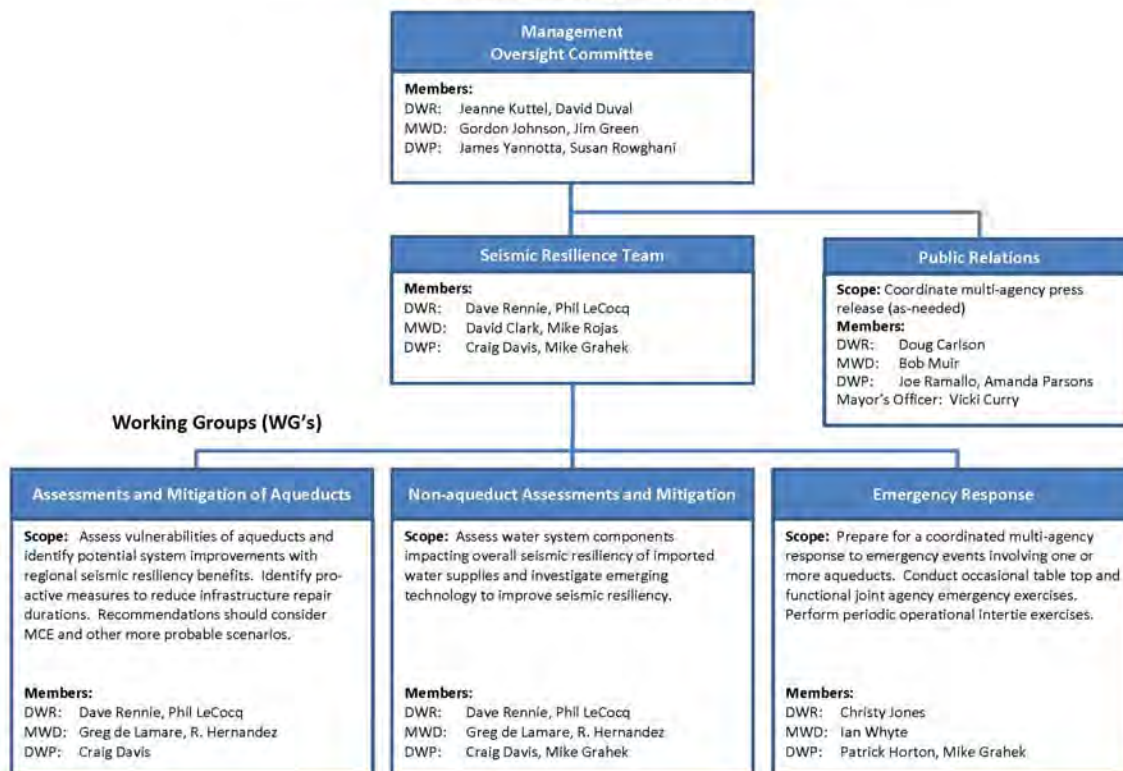 Management
Oversight Committee
Members:
DWR: Jeanne Kuttel, David Duval
MWD: Gordon Johnson, Jim Green
DWP: James Yannotta, Susan Rowghani
Seismic Resilience Team
Members:
DWR: Dave Rennie, Phil LeCocq
MWD: David Clark, Mike Rojas
DWP: Craig Davis, Mike Grahek
Public Relations
Scope: Coordinate multi-agency press
release (as-needed)
Members:
DWR: Doug Carlson
MWD: Bob Muir
DWP: Joe Ramallo, Amanda Parsons
Mayor's Officer: Vicki Curry
Working Groups (WG's)
Assessments and Mitigation of Aqueducts
Scope: Assess vulnerabilities of aqueducts and
identify potential system improvements with
regional seismic resiliency benefits. Identify pro-
active measures to reduce infrastructure repair
durations. Recommendations should consider
MCE and other more probable scenarios.
Members:
DWR: Dave Rennie, Phil LeCocq
MWD: Greg de Lamare, R. Hernandez
DWP: Craig Davis
Non-aqueduct Assessments and Mitigation
Scope: Assess water system components
impacting overall seismic resiliency of imported
water supplies and investigate emerging
technology to improve seismic resiliency.
Members:
DWR: Dave Rennie, Phil LeCocq
MWD: Greg de Lamare, R. Hernandez
DWP: Craig Davis, Mike Grahek
Emergency Response
Scope: Prepare for a coordinated multi-agency
response to emergency events involving one or
more aqueducts. Conduct occasional table top and
functional joint agency emergency exercises.
Perform periodic operational intertie exercises.
Members:
DWR: Christy Jones
MWD: Ian Whyte
DWP: Patrick Horton, Mike Grahek